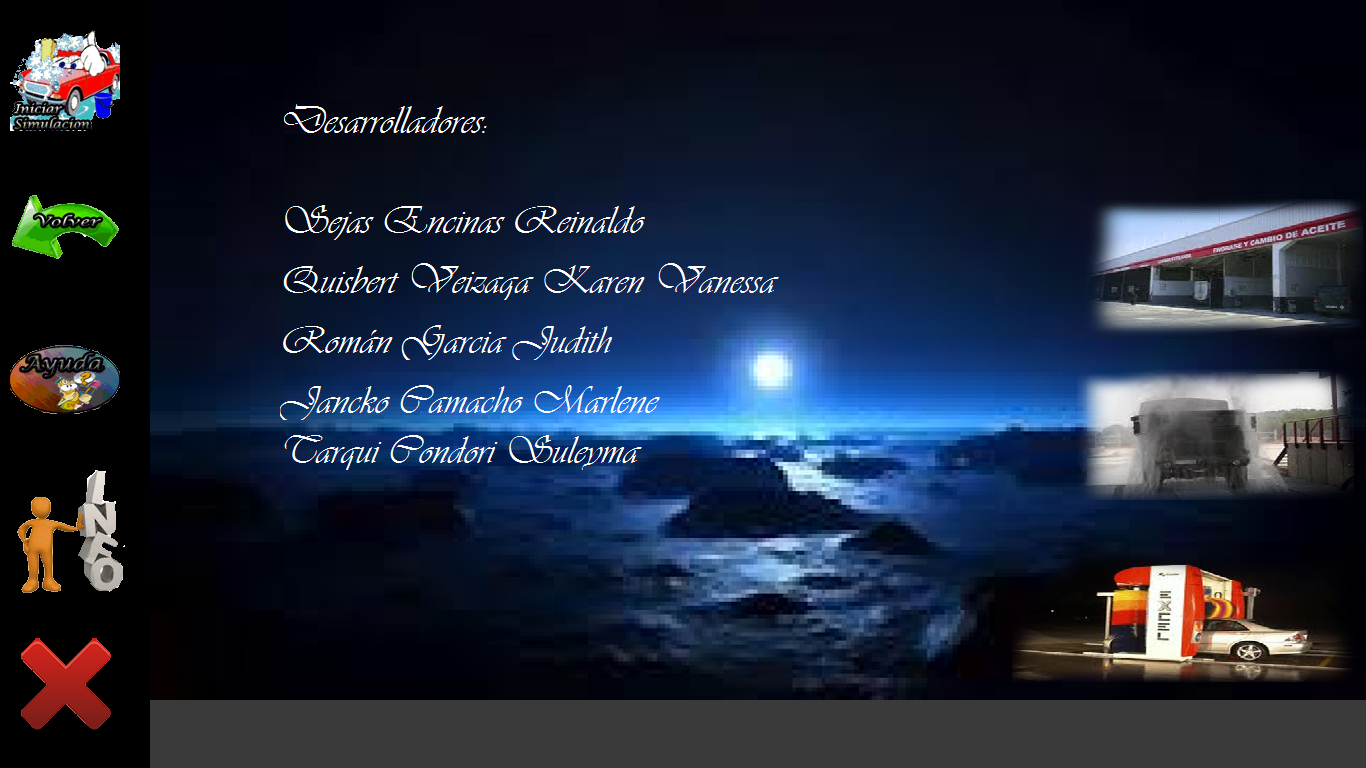 Iniciar
Simulacion
Volver
Ayuda
INFO
Desarrolladores:
Sejas Encinas Reinaldo
Quisbert Veizaga Karen Vanessa
Román Garcia Judith
Jancko Camacho Marlene
Tarqui Condori Suleyma
ENGRASE Y CAMBIO DE ACEITE
EXCEL